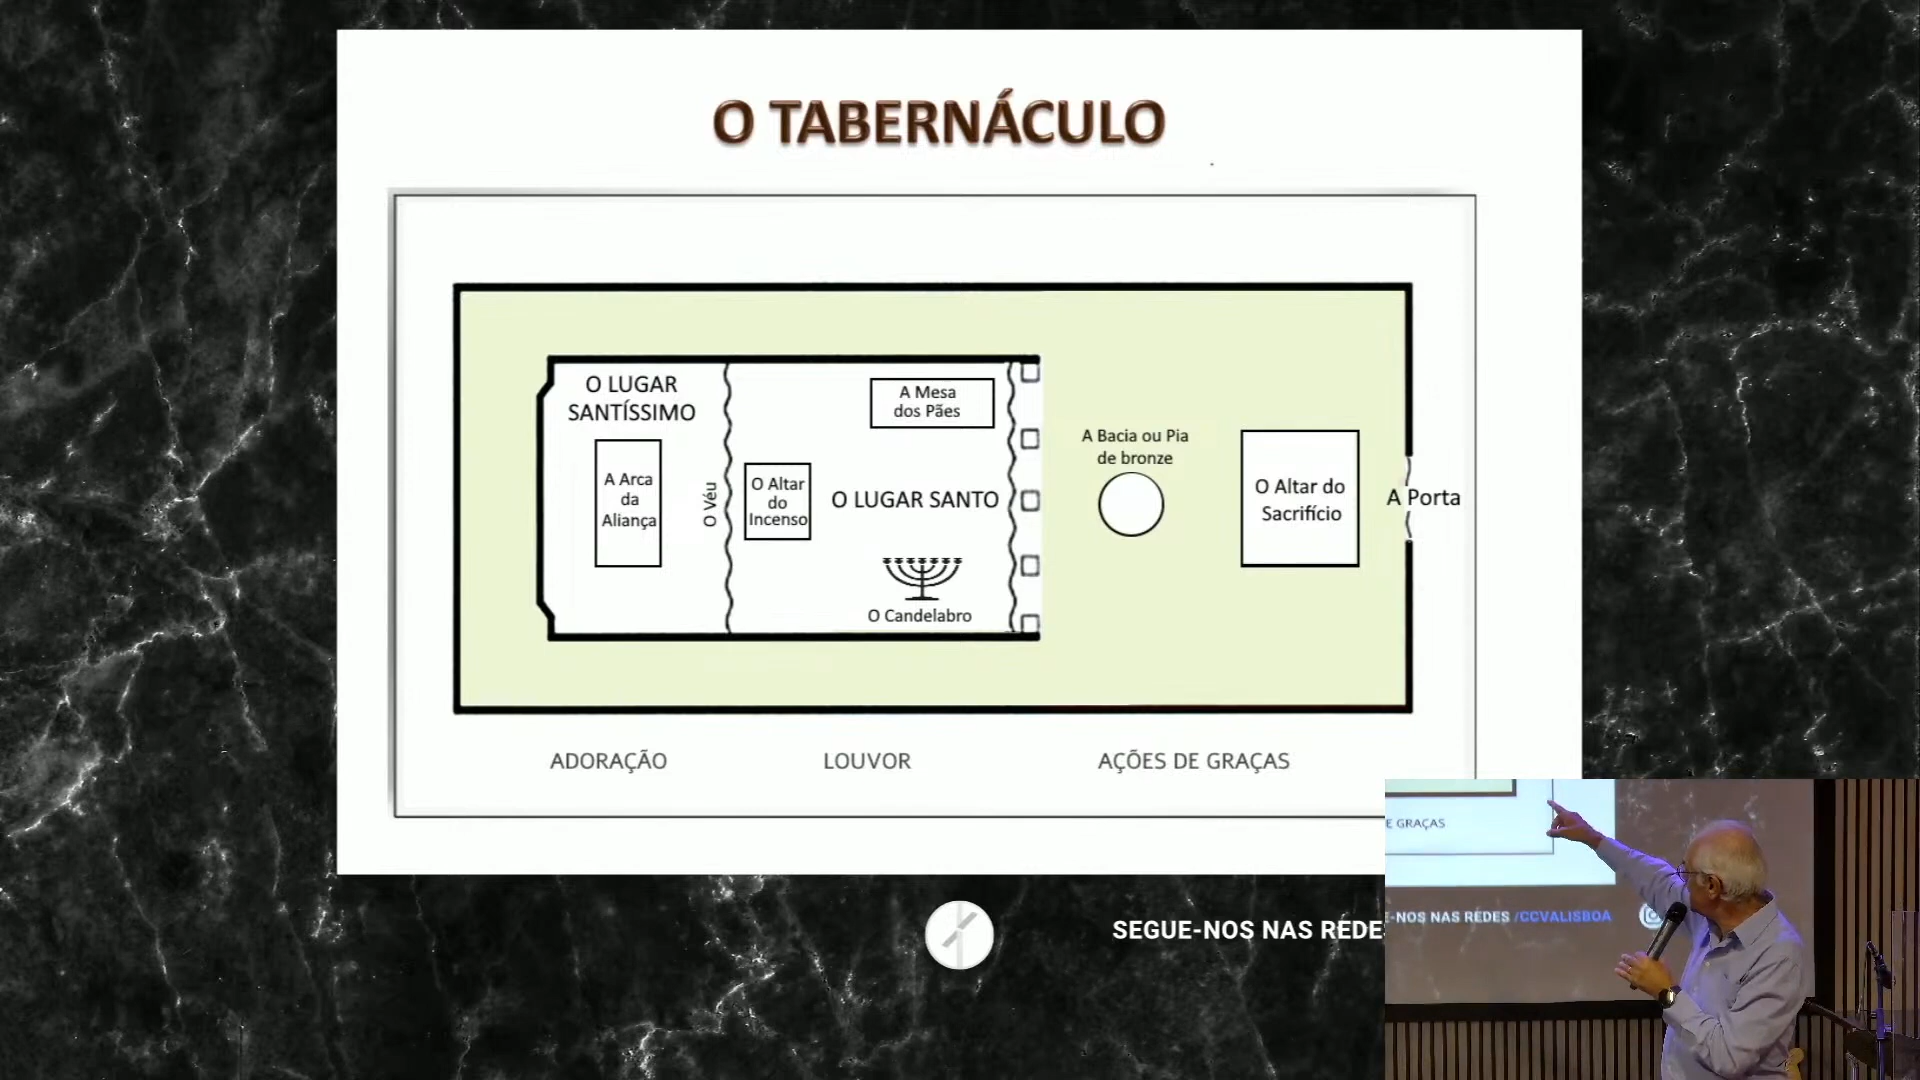 O TABERNÁCULO
O LUGAR
SANTÍSSIMO
A Arca
da
Aliança
O Véu
O Altar
do
Incenso
A Mesa
dos Pães
O LUGAR SANTO
O Candelabro
A Bacia ou Pia
de bronze
O Altar do
Sacrifício
A Porta
ADORAÇÃO
LOUVOR
AÇÕES DE GRAÇAS
SEGUE-NOS NAS REDE
E GRAÇAS
E-NOS NAS REDES /CCVALISBOA